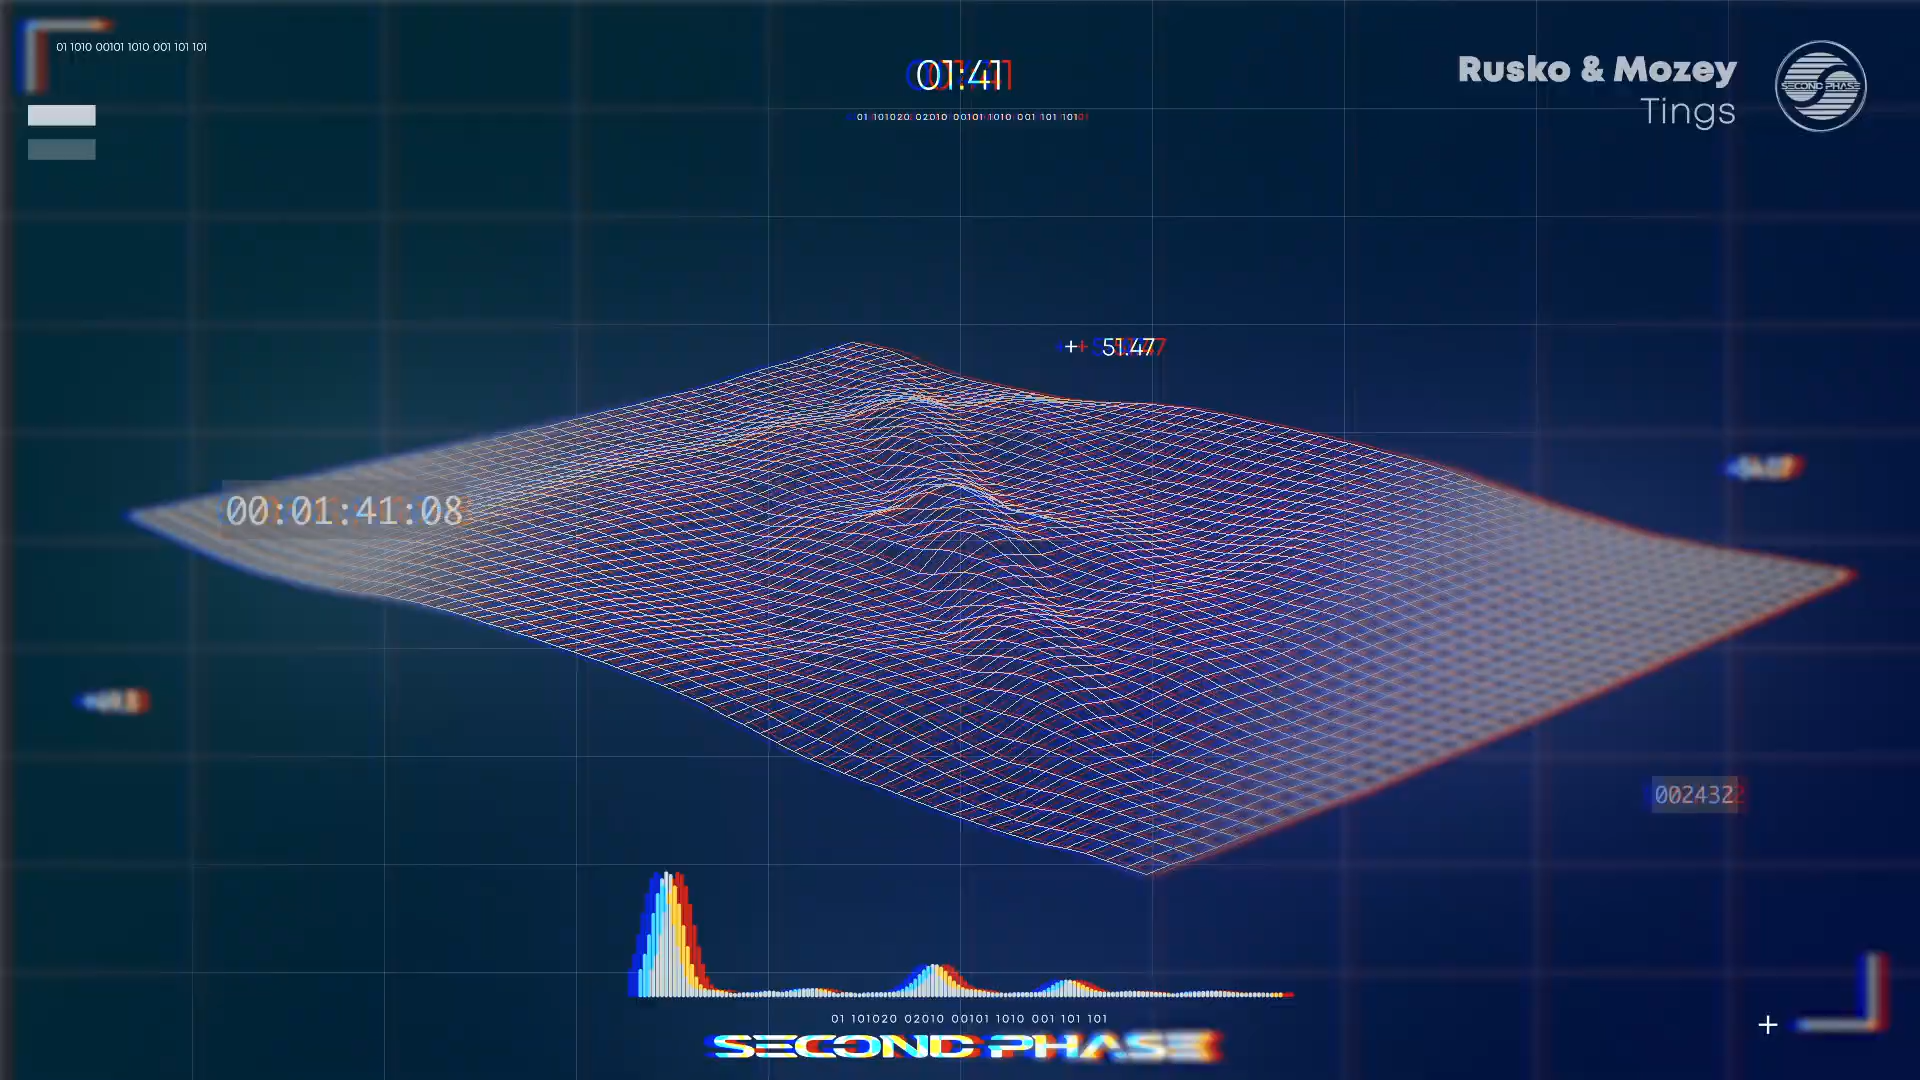 01 1010 00101 1010 001 101 101
01:41
01 101020 02010 00101 1010 001 101 101
Rusko & Mozey
Tings
SECOND PHASE
+ 51.47
00:01:41:08
002432
01 101020 02010 00101 1010 001 101 101
SECOND PHASE